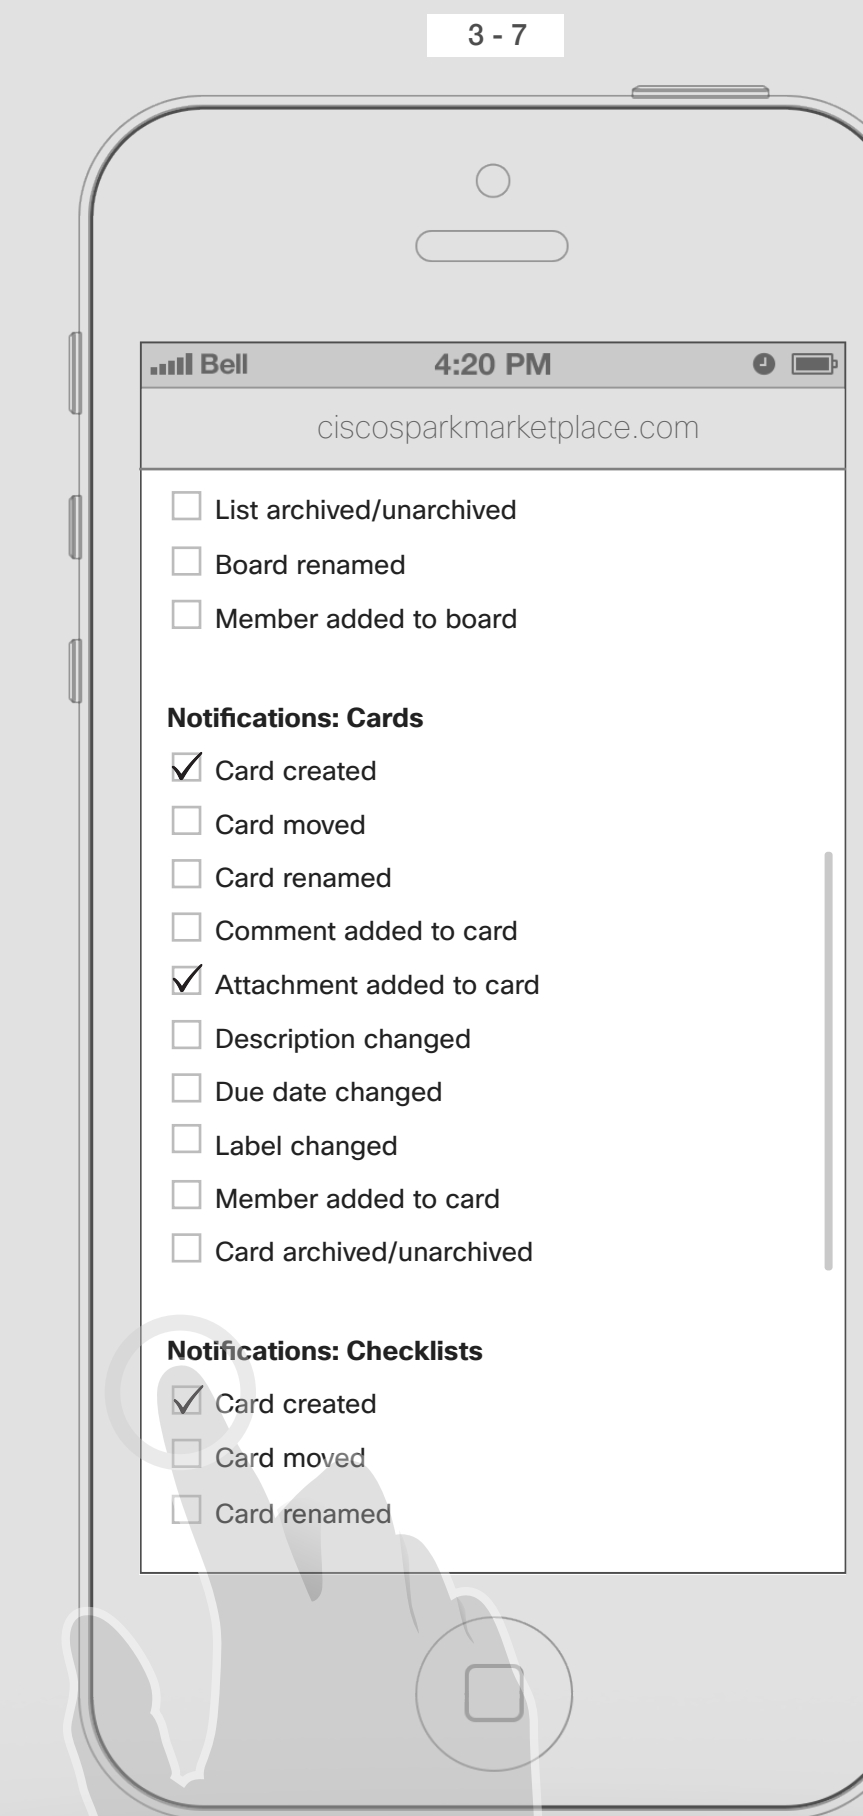 3 - 7
Bell 4:20 PM
ciscosparkmarketplace.com
List archived/unarchived
Board renamed
Member added to board
Notifications: Cards
Card created
Card moved
Card renamed
Comment added to card
Attachment added to card
Description changed
Due date changed
Label changed
Member added to card
Card archived/unarchived
Notifications: Checklists
Card created
Card moved
Card renamed